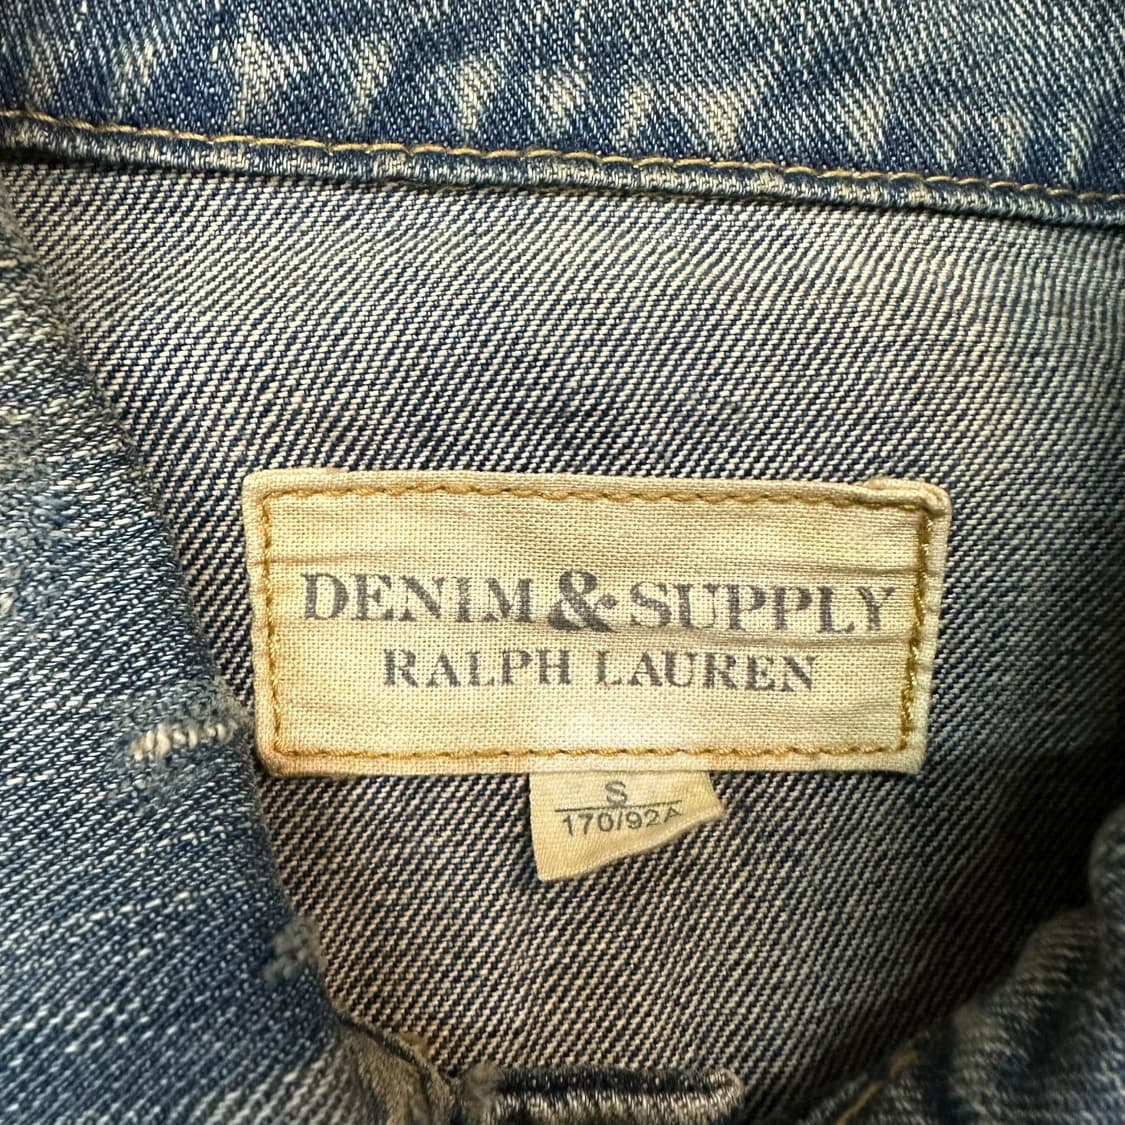 DENIM & SUPPLY
RALPH LAUREN
S
170/92A